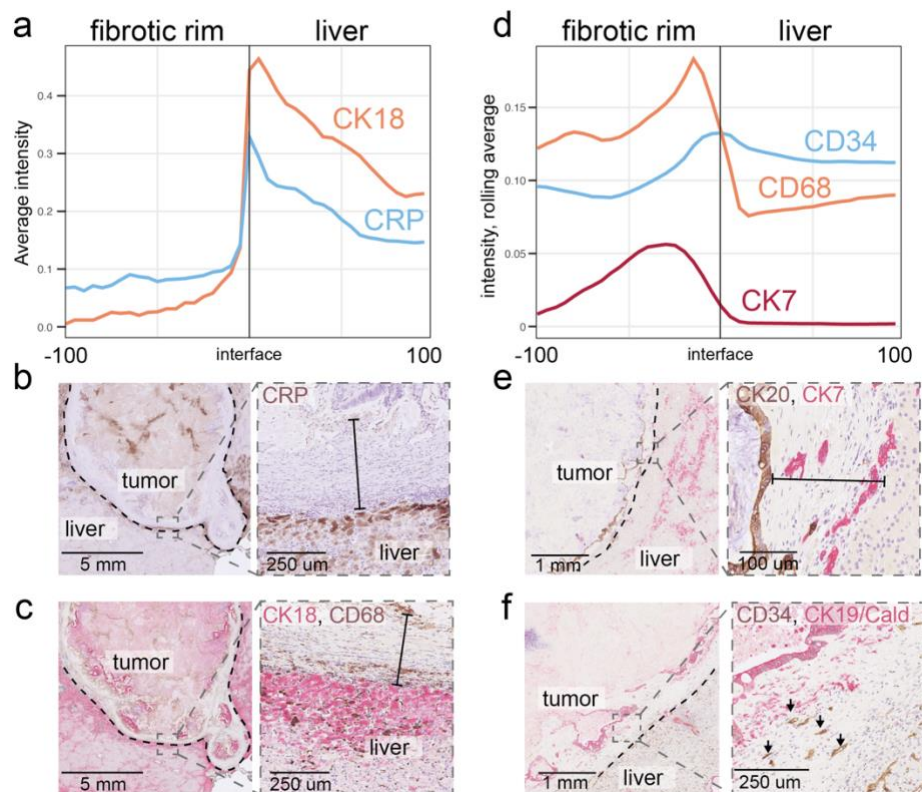 a
fibrotic rim liver
Average intensity
0.4
0.3
0.2
0.1
0.0
CK18
CRP
-100 interface 100
d
fibrotic rim liver
intensity, rolling average
0.15
0.10
0.05
0
CD34
CD68
CK7
-100 interface 100
b
tumor
liver
5 mm
CRP
liver
250 um
e
tumor
liver
1 mm
CK20, CK7
100 um
c
tumor
liver
5 mm
CK18, CD68
liver
250 um
f
tumor
liver
1 mm
CD34, CK19/Cald
250 um